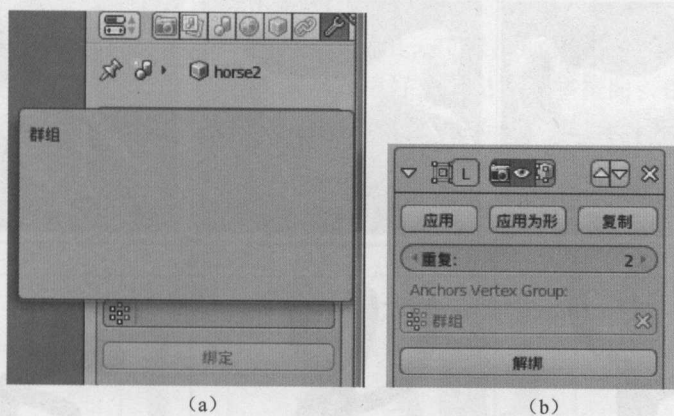 horse2
群组
绑定
L
应用
应用为形
复制
重复: 2
Anchors Vertex Group:
群组
解绑
(a)
(b)